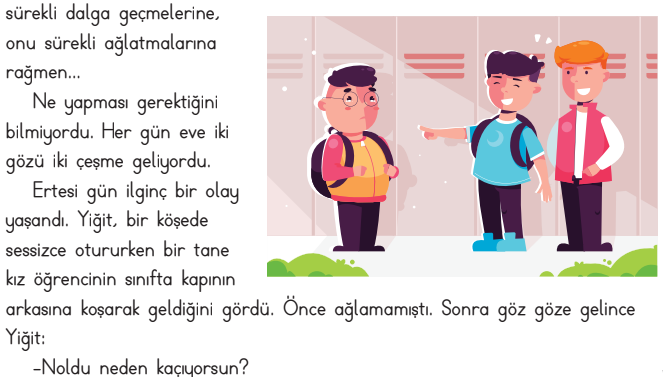 sürekli dalga geçmelerine,
onu sürekli ağlatmalarına
rağmen...
Ne yapması gerektiğini
bilmiyordu. Her gün eve iki
gözü iki çeşme geliyordu.
Ertesi gün ilginç bir olay
yaşandı. Yiğit, bir köşede
sessizce otururken bir tane
kız öğrencinin sınıfta kapının
arkasına koşarak geldiğini gördü. Önce ağlamamıştı. Sonra göz göze gelince
Yiğit:
-Noldu neden kaçıyorsun?